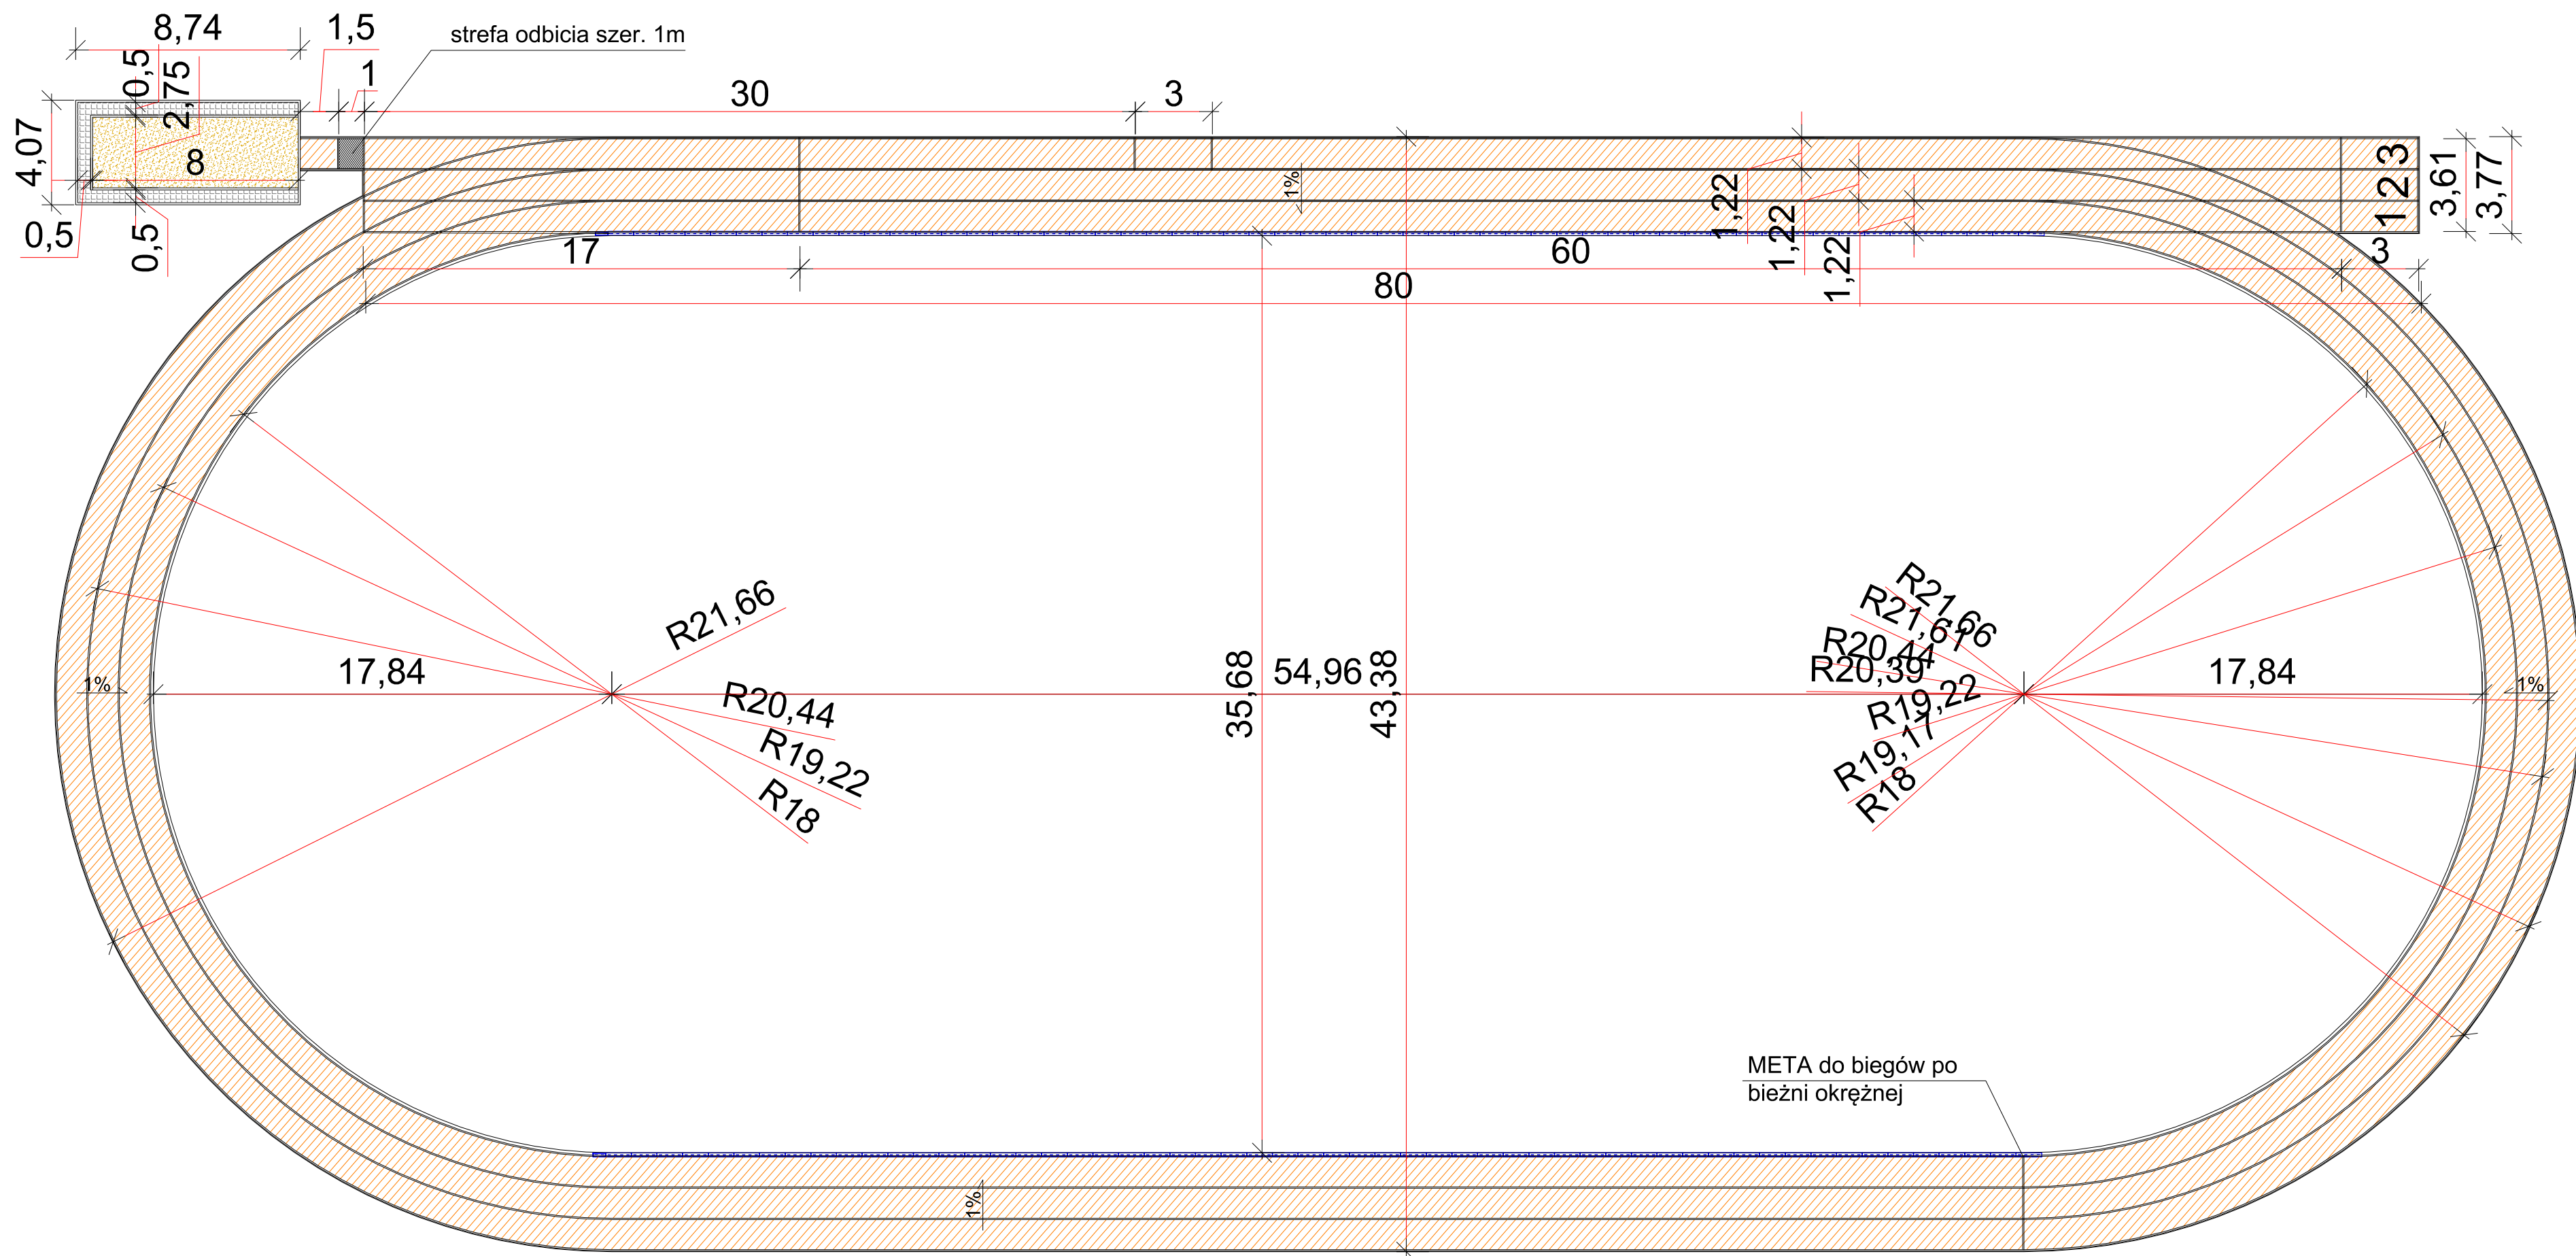 8,74
1,5
strefa odbicia szer. 1m
0,5
2,75
1
30
3
4,07
8
0,5
0,5
1%
1,22
1,22
1,22
3
2
1
3,61
3,77
17
60
3
80
R21,66
R20,44
R19,22
R18
17,84
1%
35,68
54,96
43,38
R21,66
R21,61
R20,44
R20,39
R19,22
R19,17
R18
17,84
1%
META do biegów po
bieżni okrężnej
1%